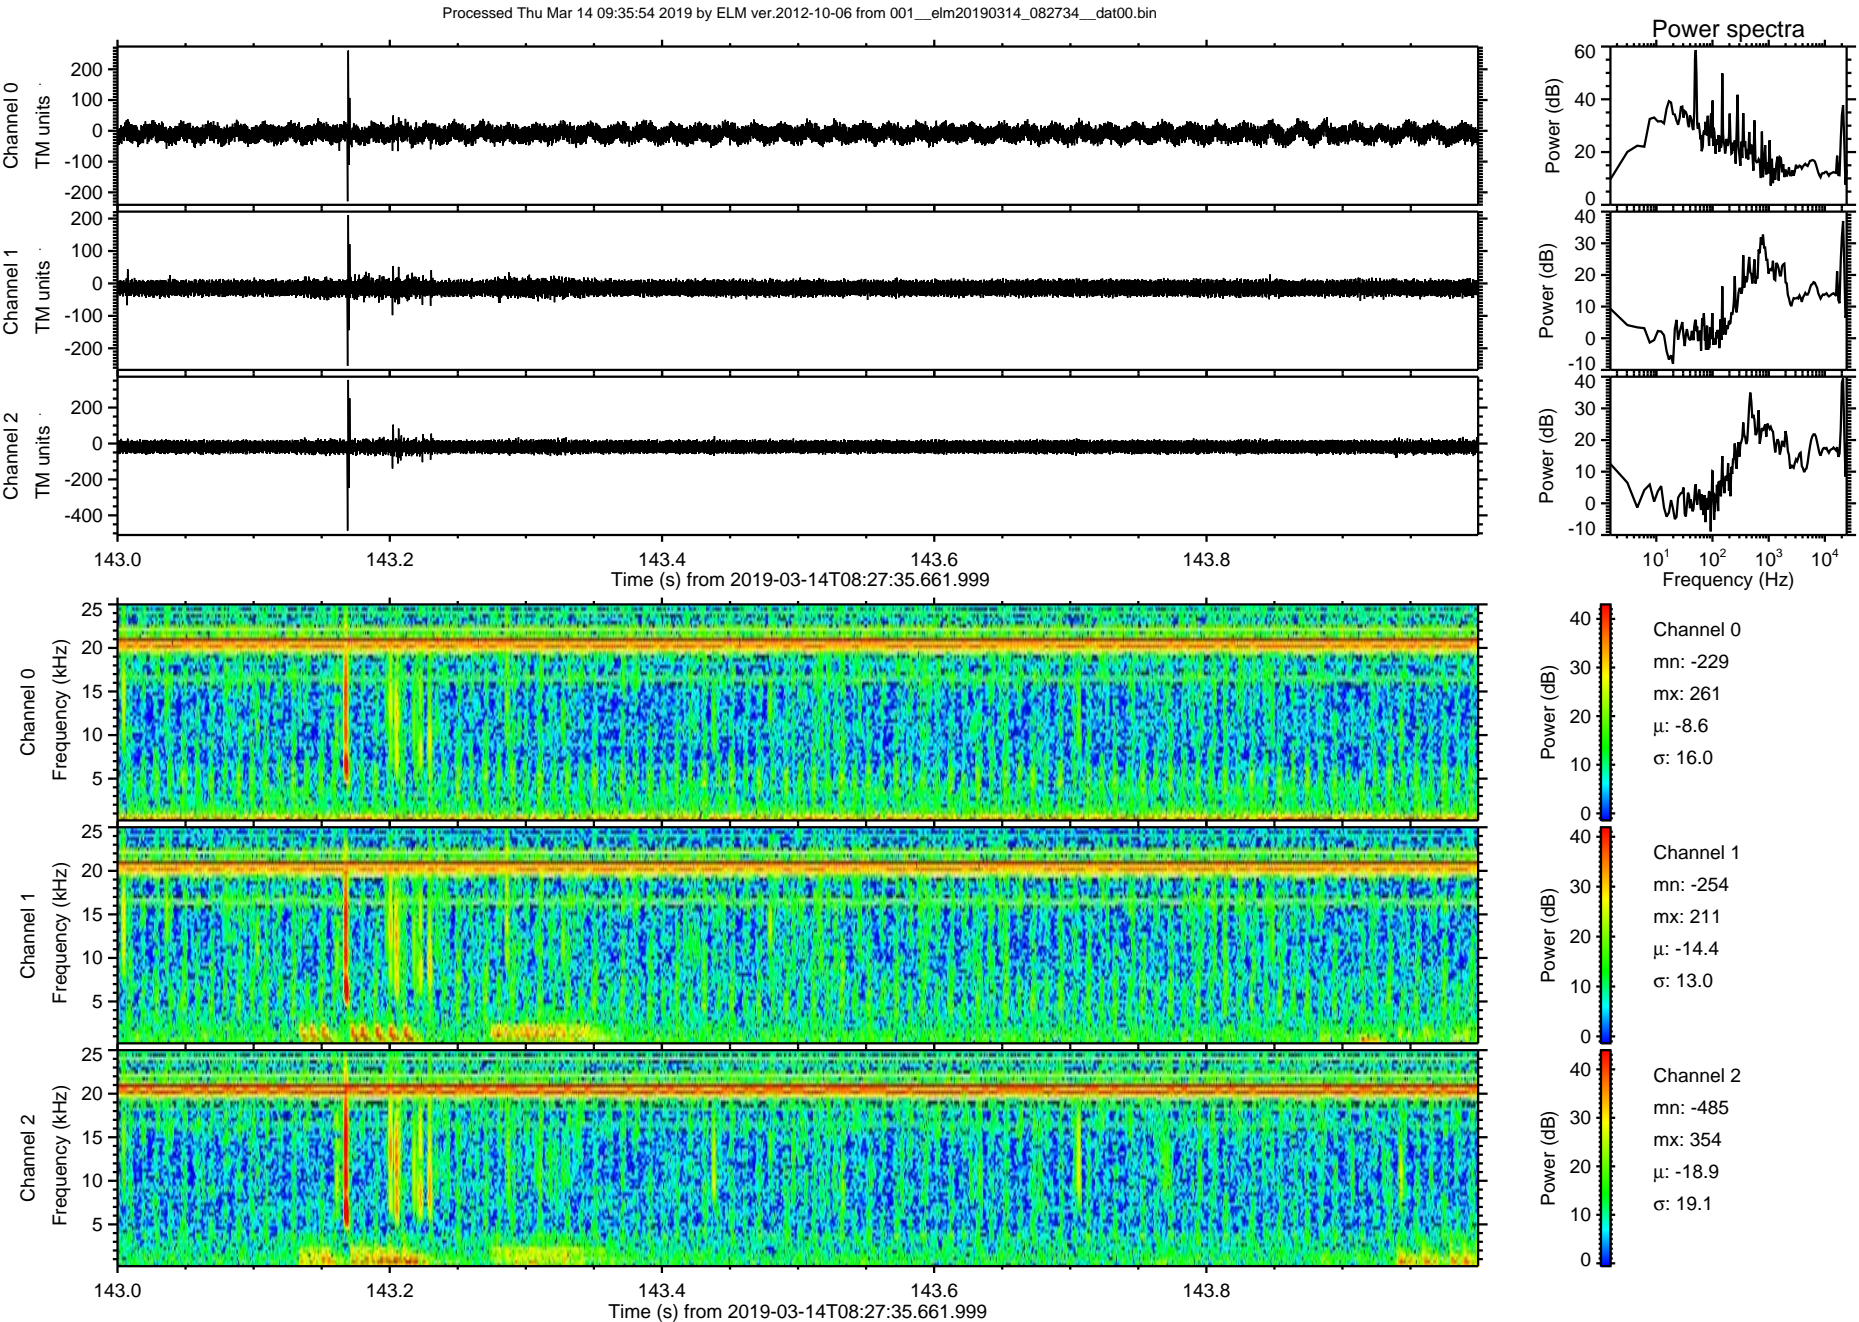 Processed Thu Mar 14 09:35:54 2019 by ELM ver.2012-10-06 from 001__elm20190314_082734__dat00.bin
Power spectra
Channel 0
TM units
200
100
0
-100
-200
Power (dB)
60
40
20
0
Channel 1
TM units
200
100
0
-100
-200
Power (dB)
40
30
20
10
0
-10
Channel 2
TM units
200
0
-200
-400
Power (dB)
40
30
20
10
0
-10
143.0 143.2 143.4 143.6 143.8
Time (s) from 2019-03-14T08:27:35.661.999
10¹ 10² 10³ 10⁴
Frequency (Hz)
Channel 0
Frequency (kHz)
25
20
15
10
5
Power (dB)
40
30
20
10
0
Channel 0
mn: -229
mx: 261
μ: -8.6
σ: 16.0
Channel 1
Frequency (kHz)
25
20
15
10
5
Power (dB)
40
30
20
10
0
Channel 1
mn: -254
mx: 211
μ: -14.4
σ: 13.0
Channel 2
Frequency (kHz)
25
20
15
10
5
Power (dB)
40
30
20
10
0
Channel 2
mn: -485
mx: 354
μ: -18.9
σ: 19.1
143.0 143.2 143.4 143.6 143.8
Time (s) from 2019-03-14T08:27:35.661.999